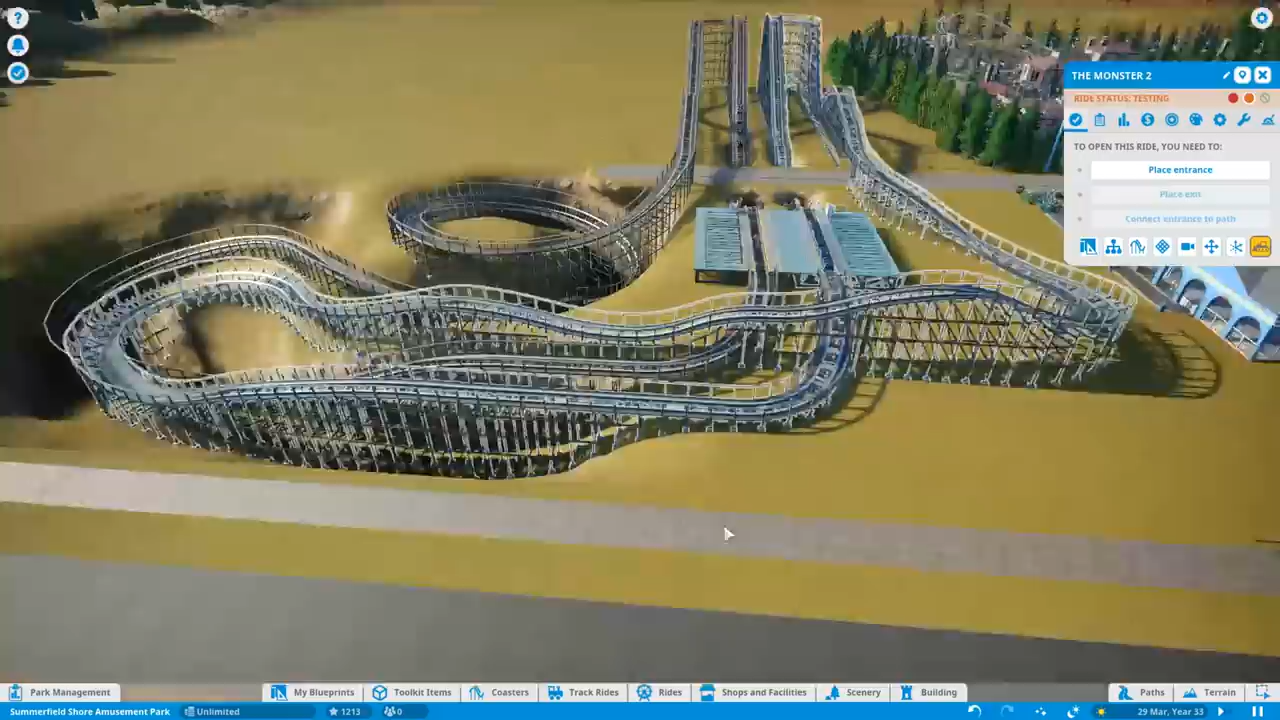 ?
THE MONSTER 2
RIDE STATUS: TESTING
TO OPEN THIS RIDE, YOU NEED TO:
Place entrance
Place exit
Connect entrance to path
Park Management
My Blueprints
Toolkit Items
Coasters
Track Rides
Rides
Shops and Facilities
Scenery
Building
Paths
Terrain
Summerfield Shore Amusement Park
Unlimited
1213
0
29 Mar, Year 33